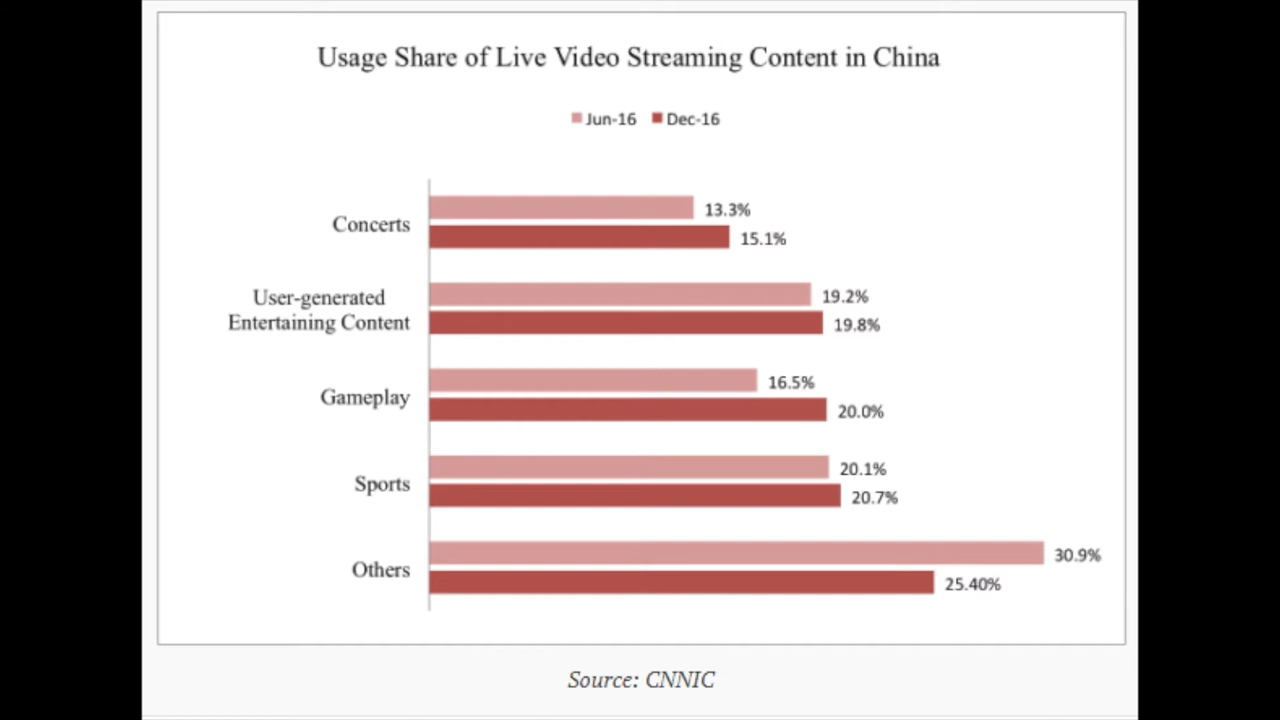 Usage Share of Live Video Streaming Content in China
Jun-16 Dec-16
Concerts
13.3%
15.1%
User-generated
Entertaining Content
19.2%
19.8%
Gameplay
16.5%
20.0%
Sports
20.1%
20.7%
Others
30.9%
25.40%
Source: CNNIC